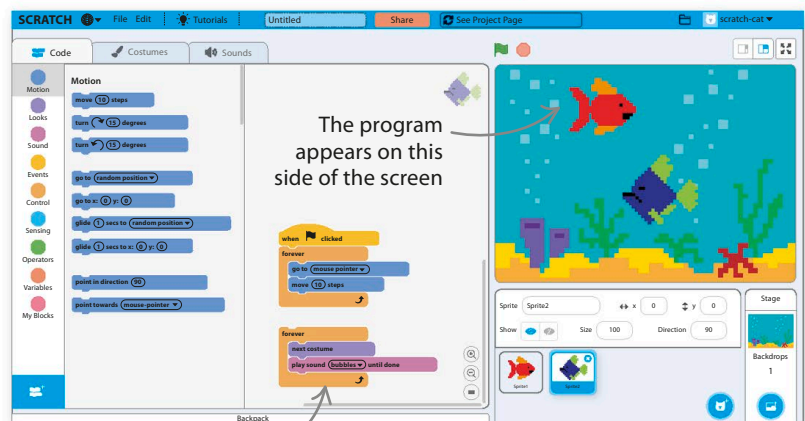 SCRATCH File Edit Tutorials Untitled Share See Project Page scratch-cat
Code Costumes Sounds
Motion
Looks
Sound
Events
Control
Sensing
Operators
Variables
My Blocks
Motion
move 10 steps
turn 15 degrees
turn 15 degrees
go to random position
go to x: 0 y: 0
glide 1 secs to random position
glide 1 secs to x: 0 y: 0
point in direction 90
point towards mouse-pointer
when clicked
forever
go to mouse pointer
move 10 steps
forever
next costume
play sound bubbles until done
The program
appears on this
side of the screen
Sprite Sprite2 x 0 y 0
Show Size 100 Direction 90
Sprite1
Stage
Backdrops
1
Backpack